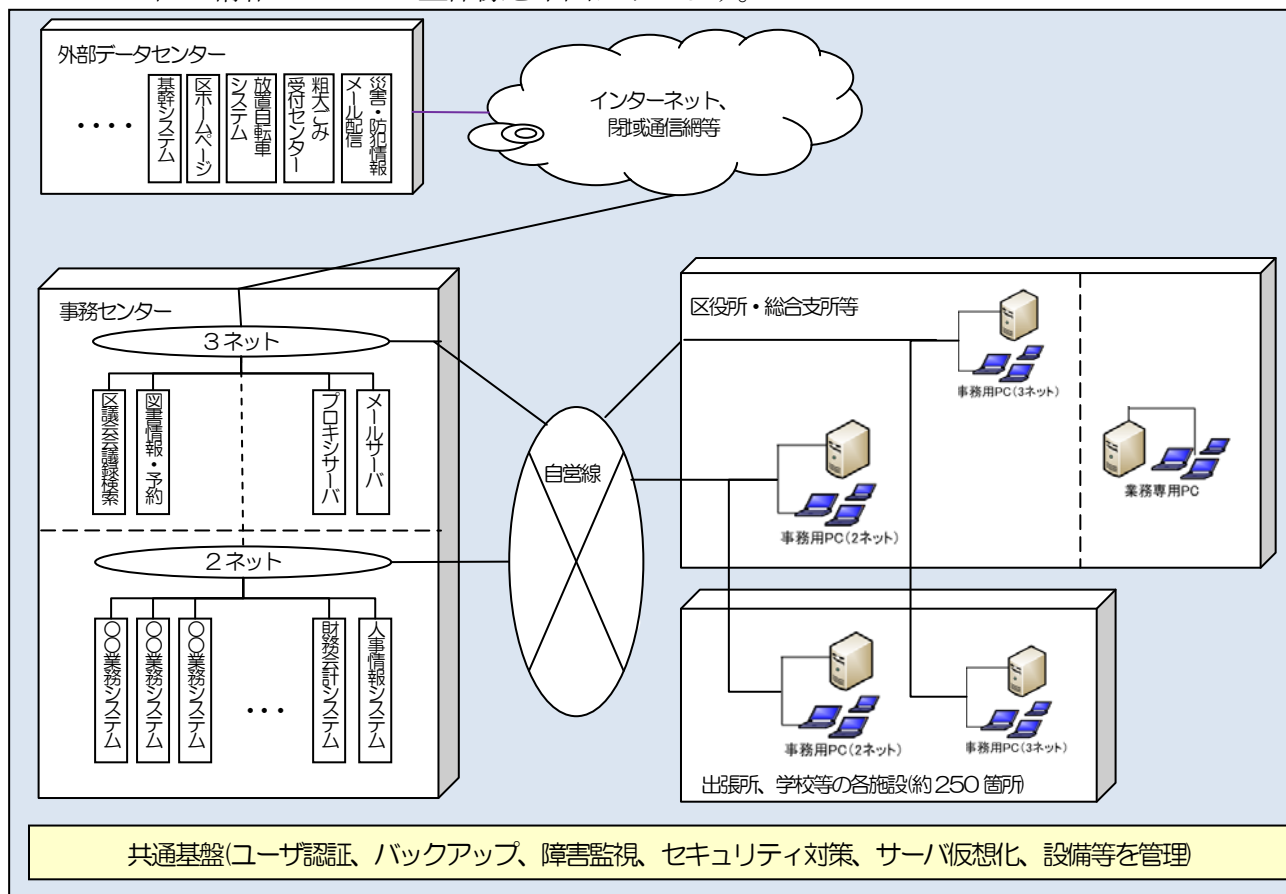 外部データセンター
・・・・
基幹システム
区ホームページ
放置自転車
システム
粗大ごみ
受付センター
災害・防犯情報
メール配信
インターネット、
閉域通信網等
事務センター
3ネット
区議会会議録検索
図書情報・予約
プロキシサーバ
メールサーバ
2ネット
〇〇業務システム
〇〇業務システム
〇〇業務システム
・・・
財務会計システム
人事情報システム
自営線
区役所・総合支所等
事務用PC(3ネット)
事務用PC(2ネット)
業務専用PC
事務用PC(2ネット)
事務用PC(3ネット)
出張所、学校等の各施設(約250箇所)
共通基盤(ユーザ認証、バックアップ、障害監視、セキュリティ対策、サーバ仮想化、設備等を管理)